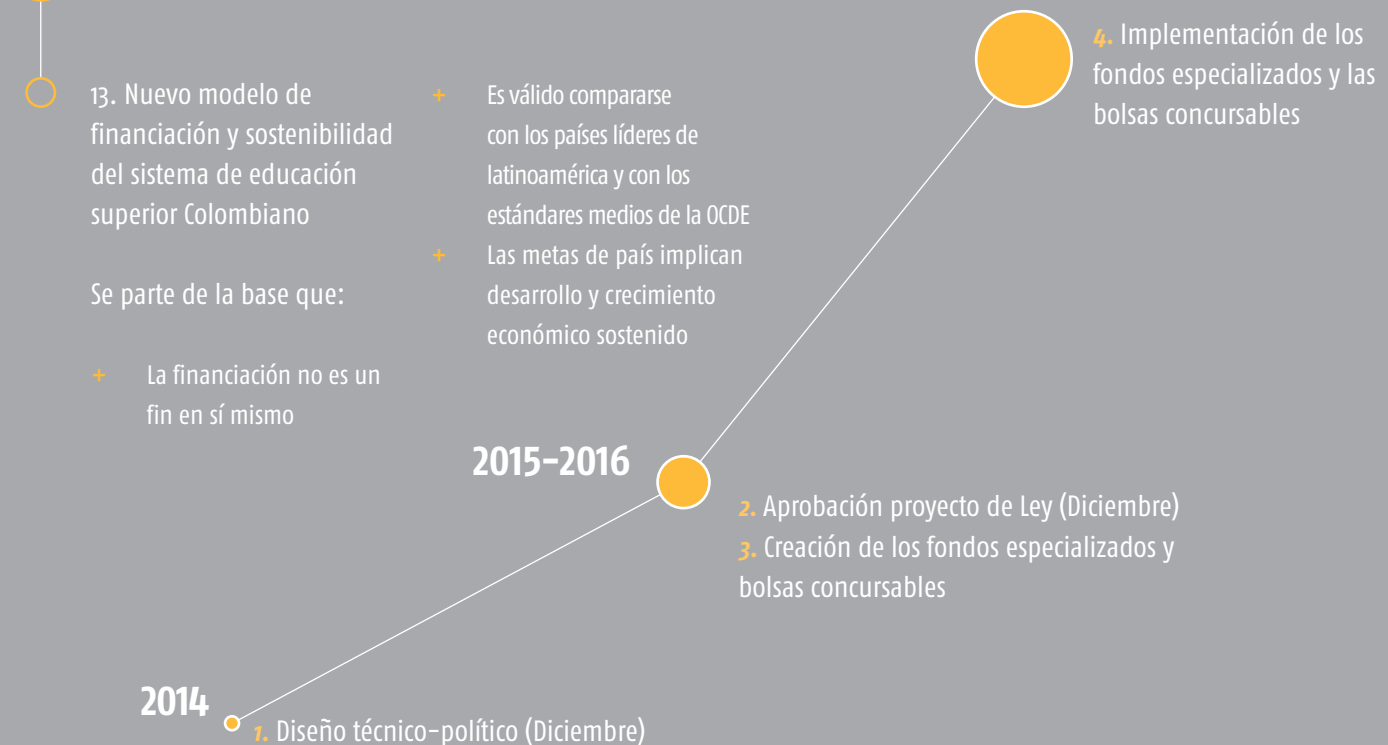 13. Nuevo modelo de
financiación y sostenibilidad
del sistema de educación
superior Colombiano
Se parte de la base que:
+ La financiación no es un
fin en sí mismo
+ Es válido compararse
con los países líderes de
latinoamérica y con los
estándares medios de la OCDE
+ Las metas de país implican
desarrollo y crecimiento
económico sostenido
4. Implementación de los
fondos especializados y las
bolsas concursables
2015-2016
2. Aprobación proyecto de Ley (Diciembre)
3. Creación de los fondos especializados y
bolsas concursables
2014
1. Diseño técnico-político (Diciembre)